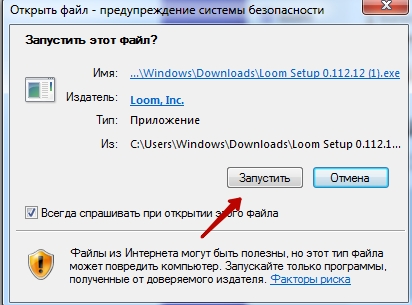 Открыть файл - предупреждение системы безопасности
Запустить этот файл?
Имя: ...\Windows\Downloads\Loom Setup 0.112.12 (1).exe
Издатель: Loom, Inc.
Тип: Приложение
Из: C:\Users\Windows\Downloads\Loom Setup 0.112.1...
Запустить Отмена
Всегда спрашивать при открытии этого файла
Файлы из Интернета могут быть полезны, но этот тип файла
может повредить компьютер. Запускайте только программы,
полученные от доверяемого издателя. Факторы риска